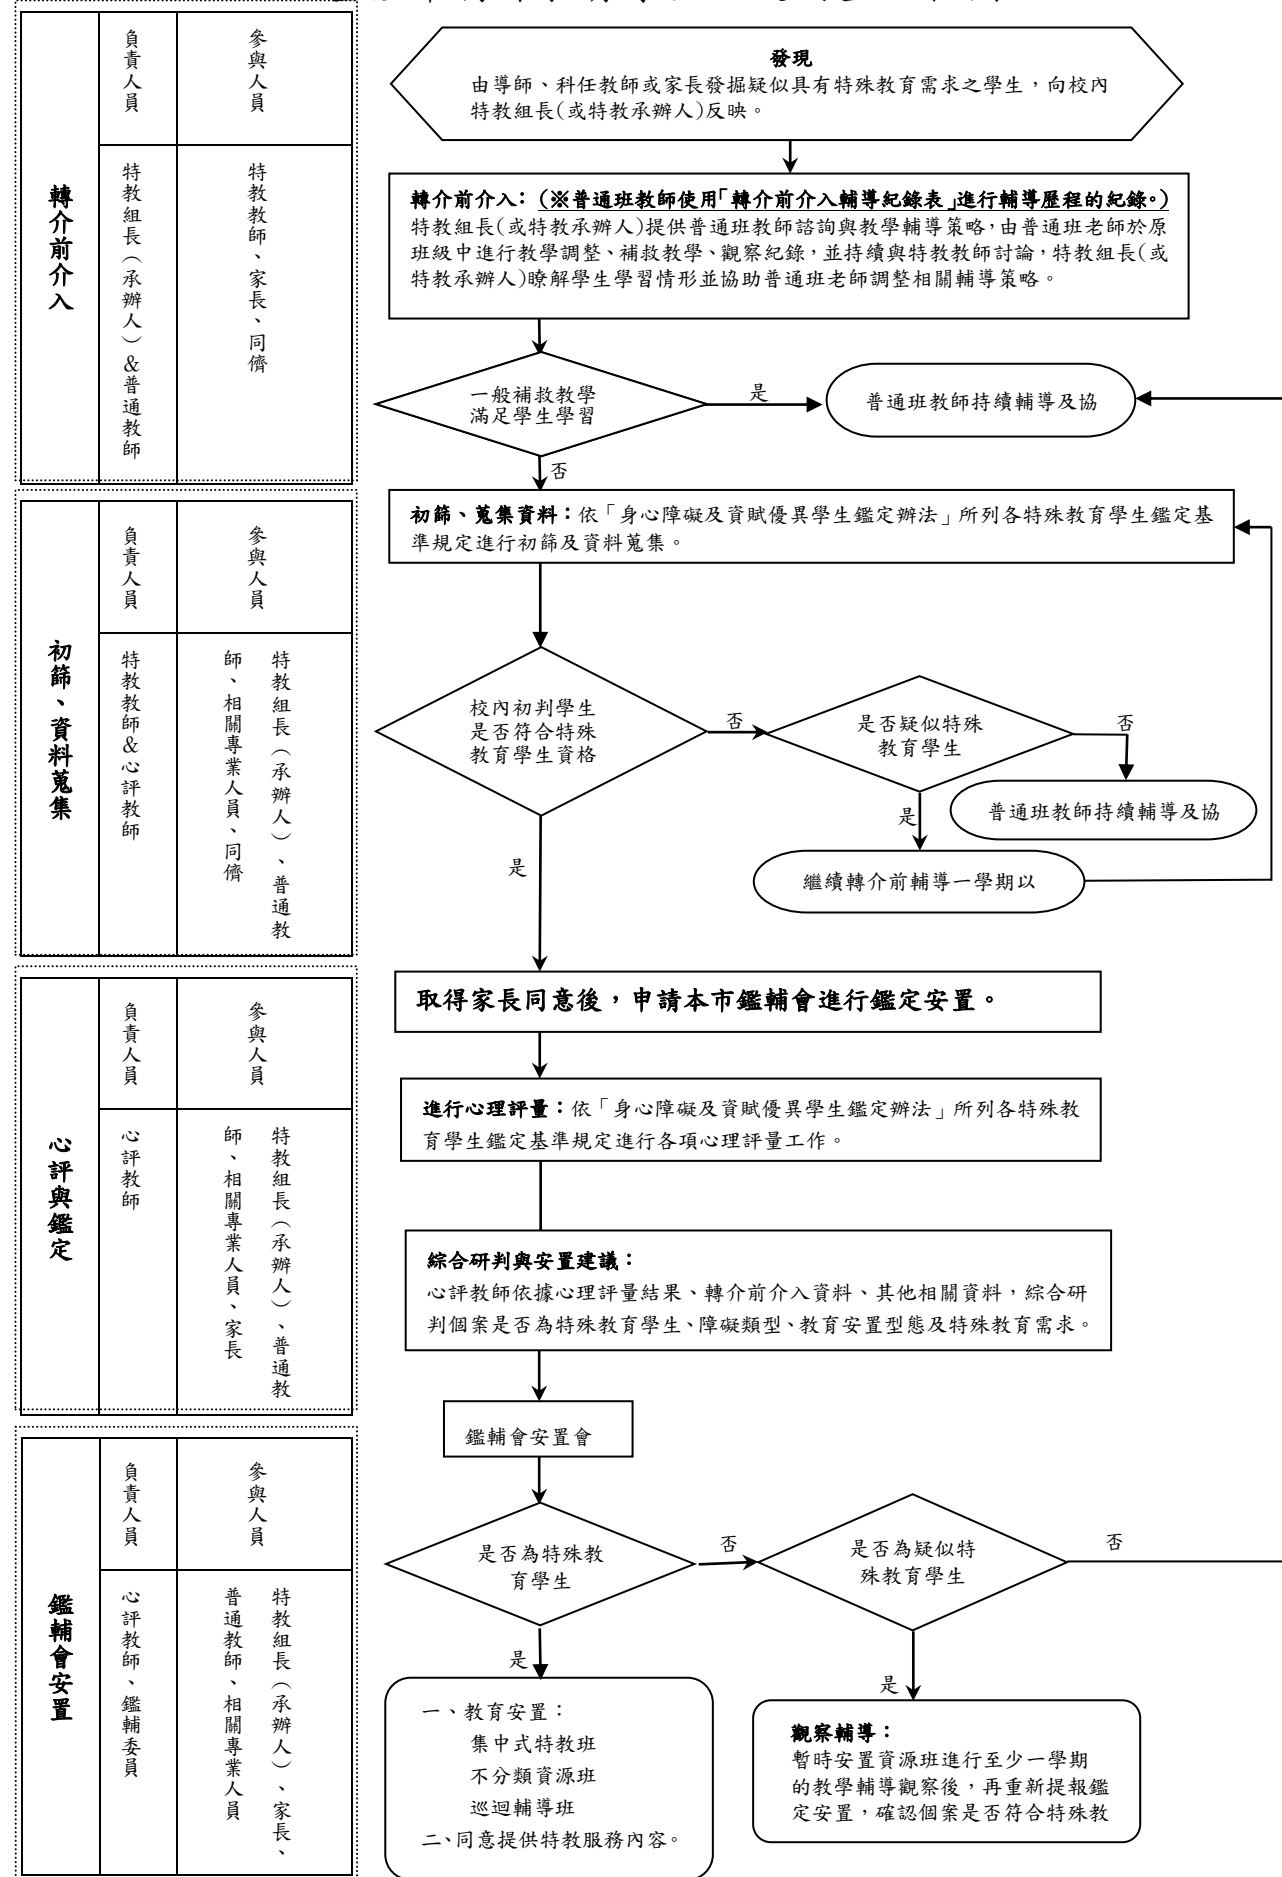 轉介前介入
負責人員
參與人員
特教組長（承辦人）&普通教師
特教教師、家長、同儕
發現
由導師、科任教師或家長發掘疑似具有特殊教育需求之學生，向校內
特教組長(或特教承辦人)反映。
轉介前介入：(※普通班教師使用「轉介前介入輔導紀錄表」進行輔導歷程的紀錄。)
特教組長(或特教承辦人)提供普通班教師諮詢與教學輔導策略，由普通班老師於原
班級中進行教學調整、補救教學、觀察紀錄，並持續與特教教師討論，特教組長(或
特教承辦人)瞭解學生學習情形並協助普通班老師調整相關輔導策略。
一般補救教學
滿足學生學習
是
普通班教師持續輔導及協
否
初篩、資料蒐集
負責人員
參與人員
特教教師&心評教師
特教組長（承辦人）、普通教
師、相關專業人員、同儕
初篩、蒐集資料：依「身心障礙及資賦優異學生鑑定辦法」所列各特殊教育學生鑑定基
準規定進行初篩及資料蒐集。
校內初判學生
是否符合特殊
教育學生資格
否
是否疑似特殊
教育學生
否
普通班教師持續輔導及協
是
繼續轉介前輔導一學期以
是
心評與鑑定
負責人員
參與人員
心評教師
特教組長（承辦人）、普通教
師、相關專業人員、家長
取得家長同意後，申請本市鑑輔會進行鑑定安置。
進行心理評量：依「身心障礙及資賦優異學生鑑定辦法」所列各特殊教
育學生鑑定基準規定進行各項心理評量工作。
綜合研判與安置建議：
心評教師依據心理評量結果、轉介前介入資料、其他相關資料，綜合研
判個案是否為特殊教育學生、障礙類型、教育安置型態及特殊教育需求。
鑑輔會安置
負責人員
參與人員
心評教師、鑑輔委員
特教組長（承辦人）、家長、
普通教師、相關專業人員
鑑輔會安置會
是否為特殊教
育學生
否
是否為疑似特
殊教育學生
否
是
一、教育安置：
集中式特教班
不分類資源班
巡迴輔導班
二、同意提供特教服務內容。
是
觀察輔導：
暫時安置資源班進行至少一學期
的教學輔導觀察後，再重新提報鑑
定安置，確認個案是否符合特殊教